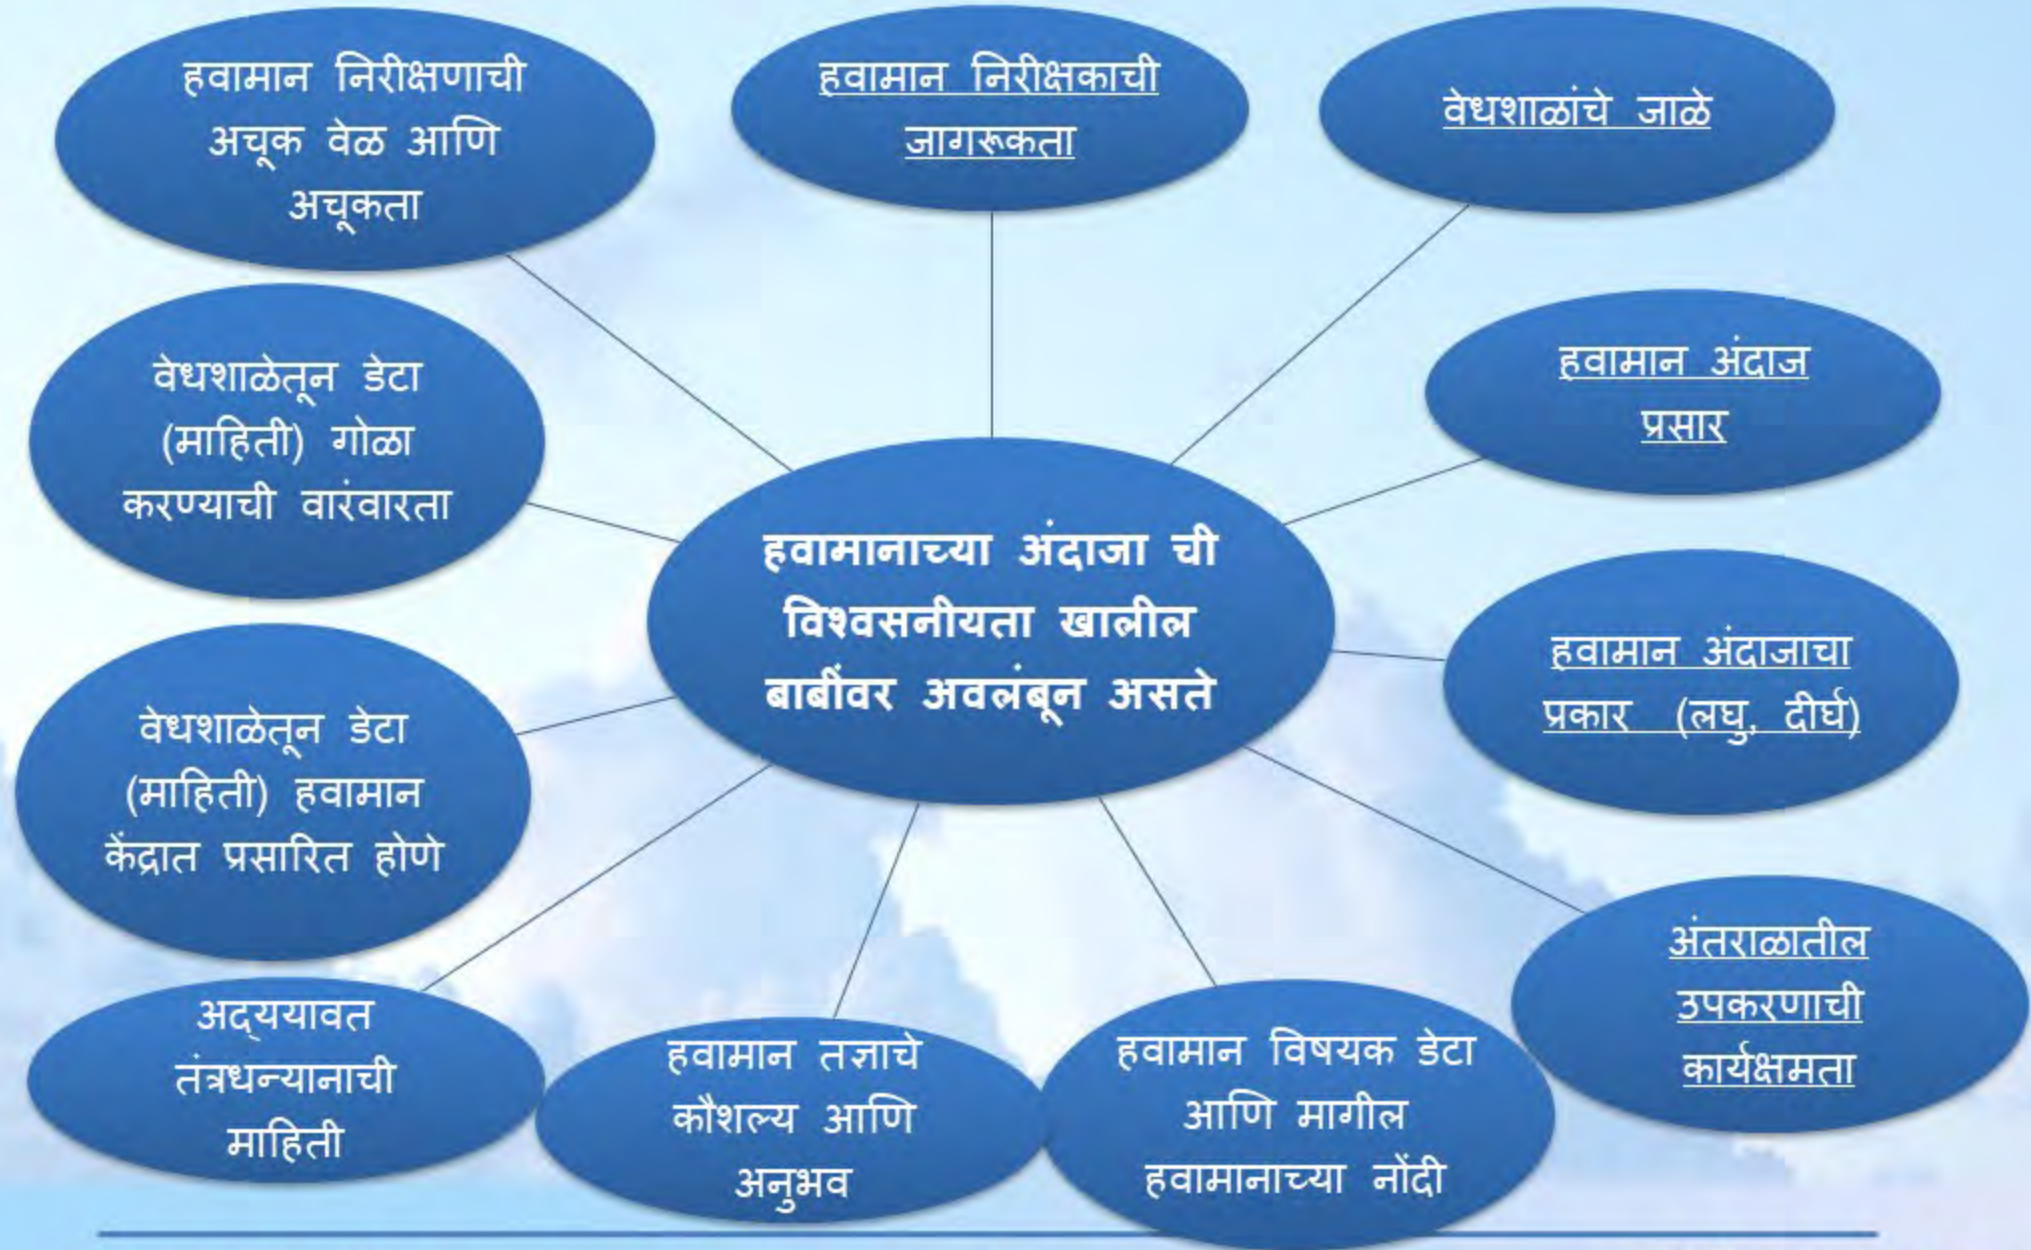 हवामान निरीक्षणाची
अचूक वेळ आणि
अचूकता
हवामान निरीक्षकाची
जागरूकता
वेधशाळांचे जाळे
हवामान अंदाज
प्रसार
हवामान अंदाजाचा
प्रकार (लघु, दीर्घ)
अंतराळातील
उपकरणाची
कार्यक्षमता
हवामान विषयक डेटा
आणि मागील
हवामानाच्या नोंदी
हवामान तज्ञाचे
कौशल्य आणि
अनुभव
अद्ययावत
तंत्रधन्यानाची
माहिती
वेधशाळेतून डेटा
(माहिती) हवामान
केंद्रात प्रसारित होणे
वेधशाळेतून डेटा
(माहिती) गोळा
करण्याची वारंवारता
हवामानाच्या अंदाजा ची
विश्वसनीयता खालील
बाबींवर अवलंबून असते